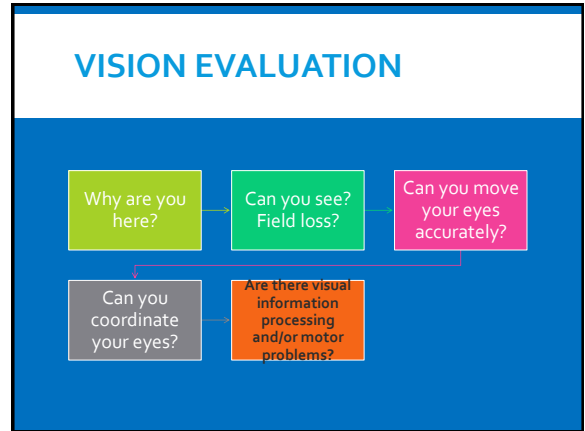 VISION EVALUATION
Why are you
here?
Can you see?
Field loss?
Can you move
your eyes
accurately?
Can you
coordinate
your eyes?
Are there visual
information
processing
and/or motor
problems?